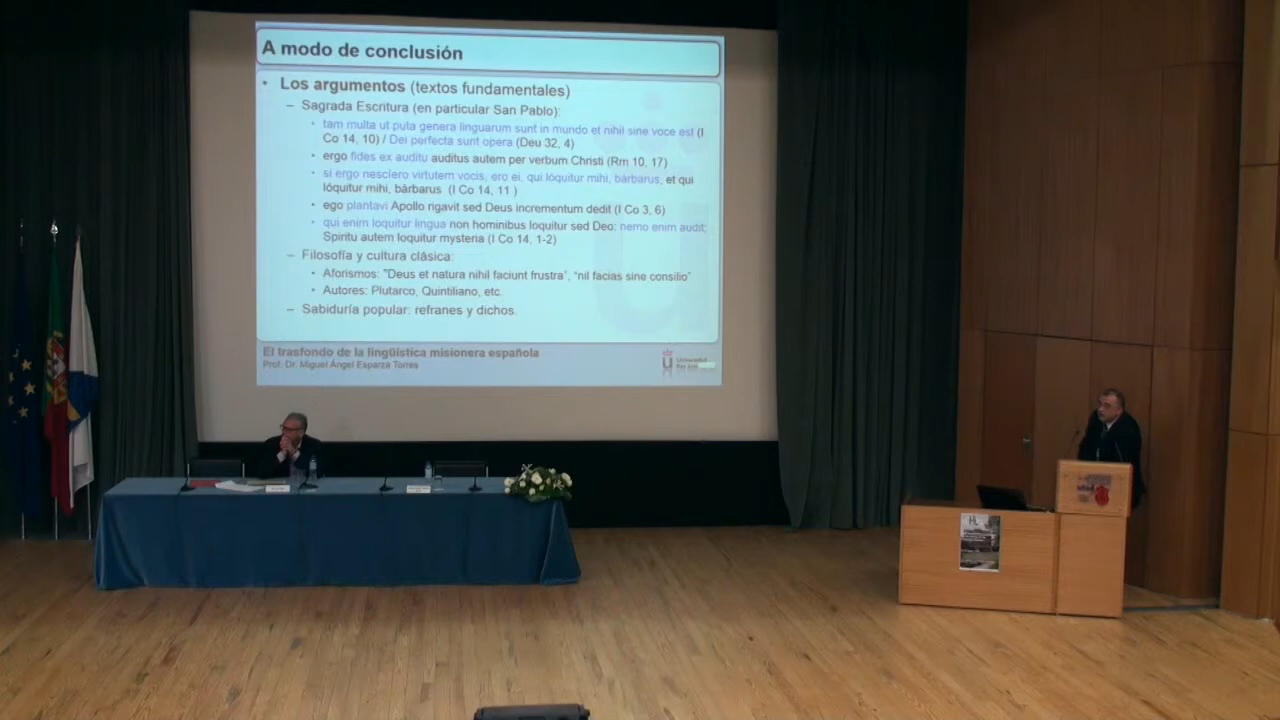 A modo de conclusión
• Los argumentos (textos fundamentales)
– Sagrada Escritura (en particular San Pablo):
• tam multa ut puta genera linguarum sunt in mundo et nihil sine voce est (I
Co 14, 10) / Dei perfecta sunt opera (Deu 32, 4)
• ergo fides ex auditu auditus autem per verbum Christi (Rm 10, 17)
• si ergo nesciero virtutem vocis, ero ei, qui lóquitur mihi, bárbarus, et qui
lóquitur mihi, bárbarus (I Co 14, 11 )
• ego plantavi Apollo rigavit sed Deus incrementum dedit (I Co 3, 6)
• qui enim loquitur lingua non hominibus loquitur sed Deo: nemo enim audit;
Spiritu autem loquitur mysteria (I Co 14, 1-2)
– Filosofía y cultura clásica:
• Aforismos: "Deus et natura nihil faciunt frustra", "nil facias sine consilio"
• Autores: Plutarco, Quintiliano, etc.
– Sabiduría popular: refranes y dichos.
El trasfondo de la lingüística misionera española
Prof. Dr. Miguel Ángel Esparza Torres
Universidad
HL